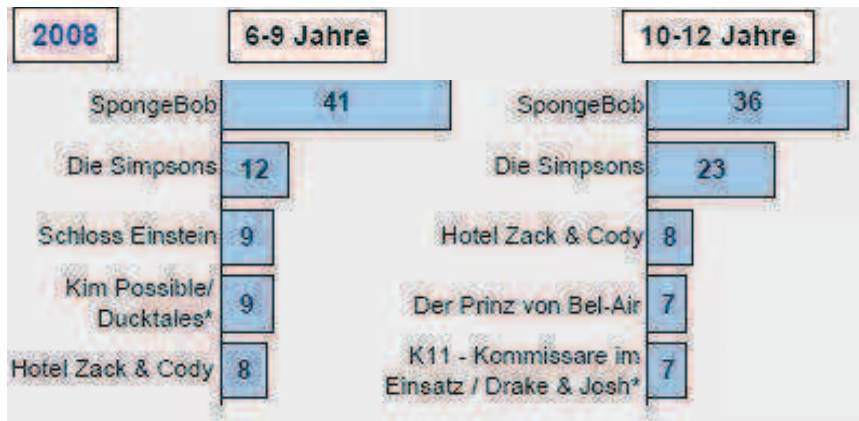 2008
6-9 Jahre
10-12 Jahre
SpongeBob 41
Die Simpsons 12
Schloss Einstein 9
Kim Possible/
Ducktales* 9
Hotel Zack & Cody 8
SpongeBob 36
Die Simpsons 23
Hotel Zack & Cody 8
Der Prinz von Bel-Air 7
K11 - Kommissare im
Einsatz / Drake & Josh* 7